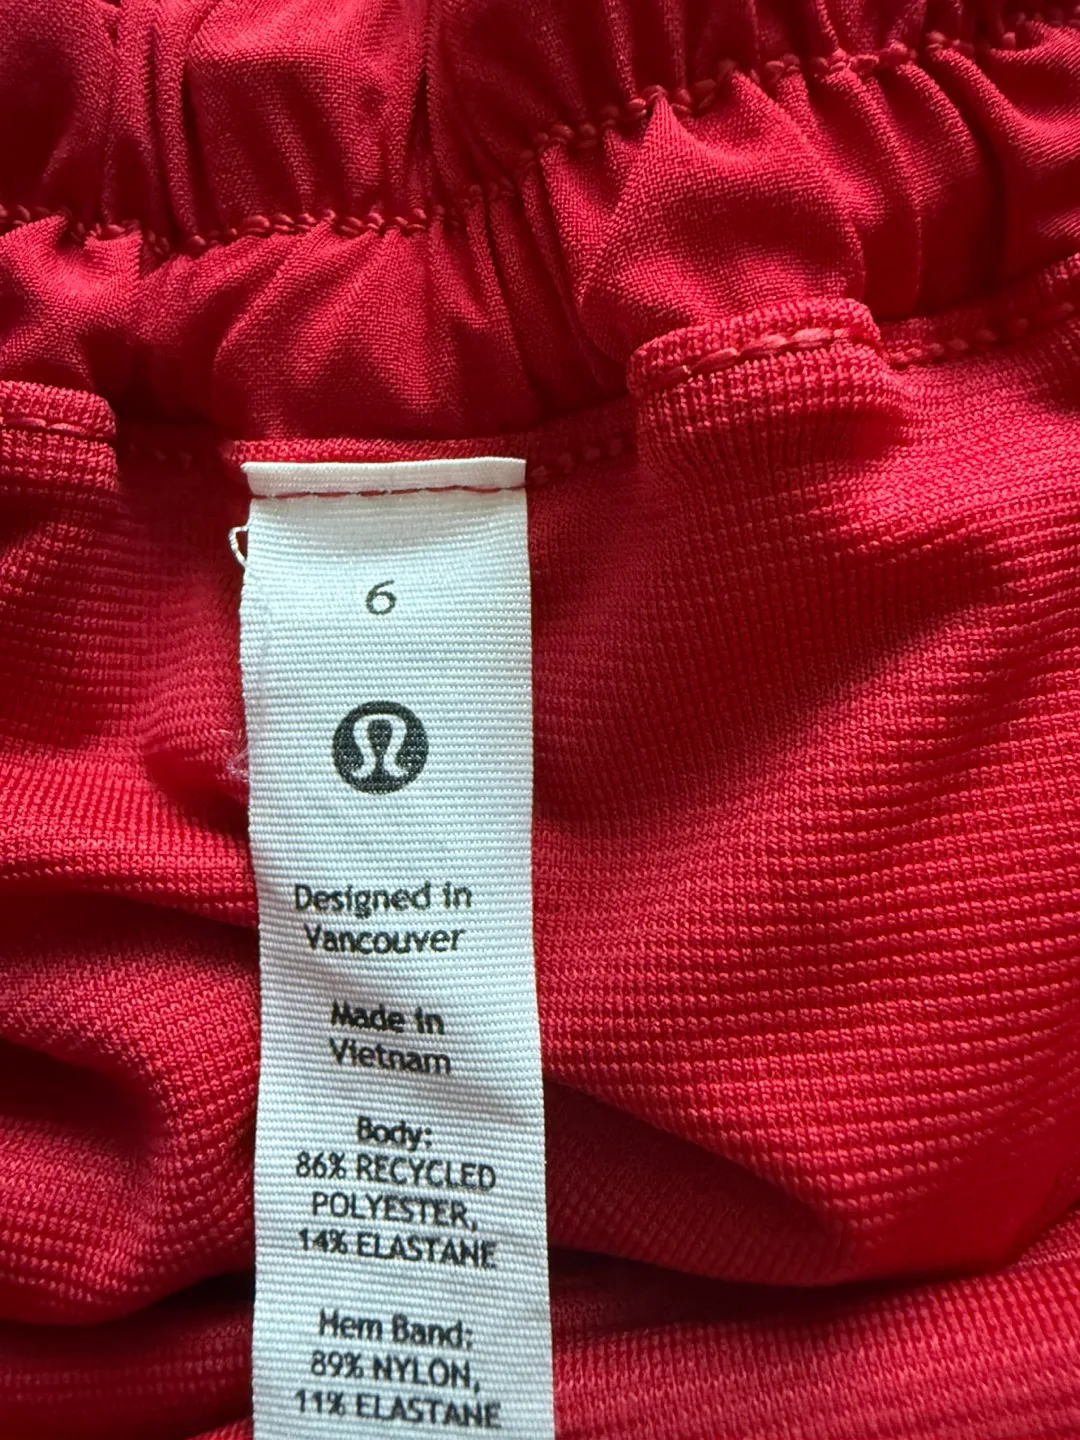 6
Designed in
Vancouver
Made in
Vietnam
Body:
86% RECYCLED
POLYESTER,
14% ELASTANE
Hem Band:
89% NYLON,
11% ELASTANE